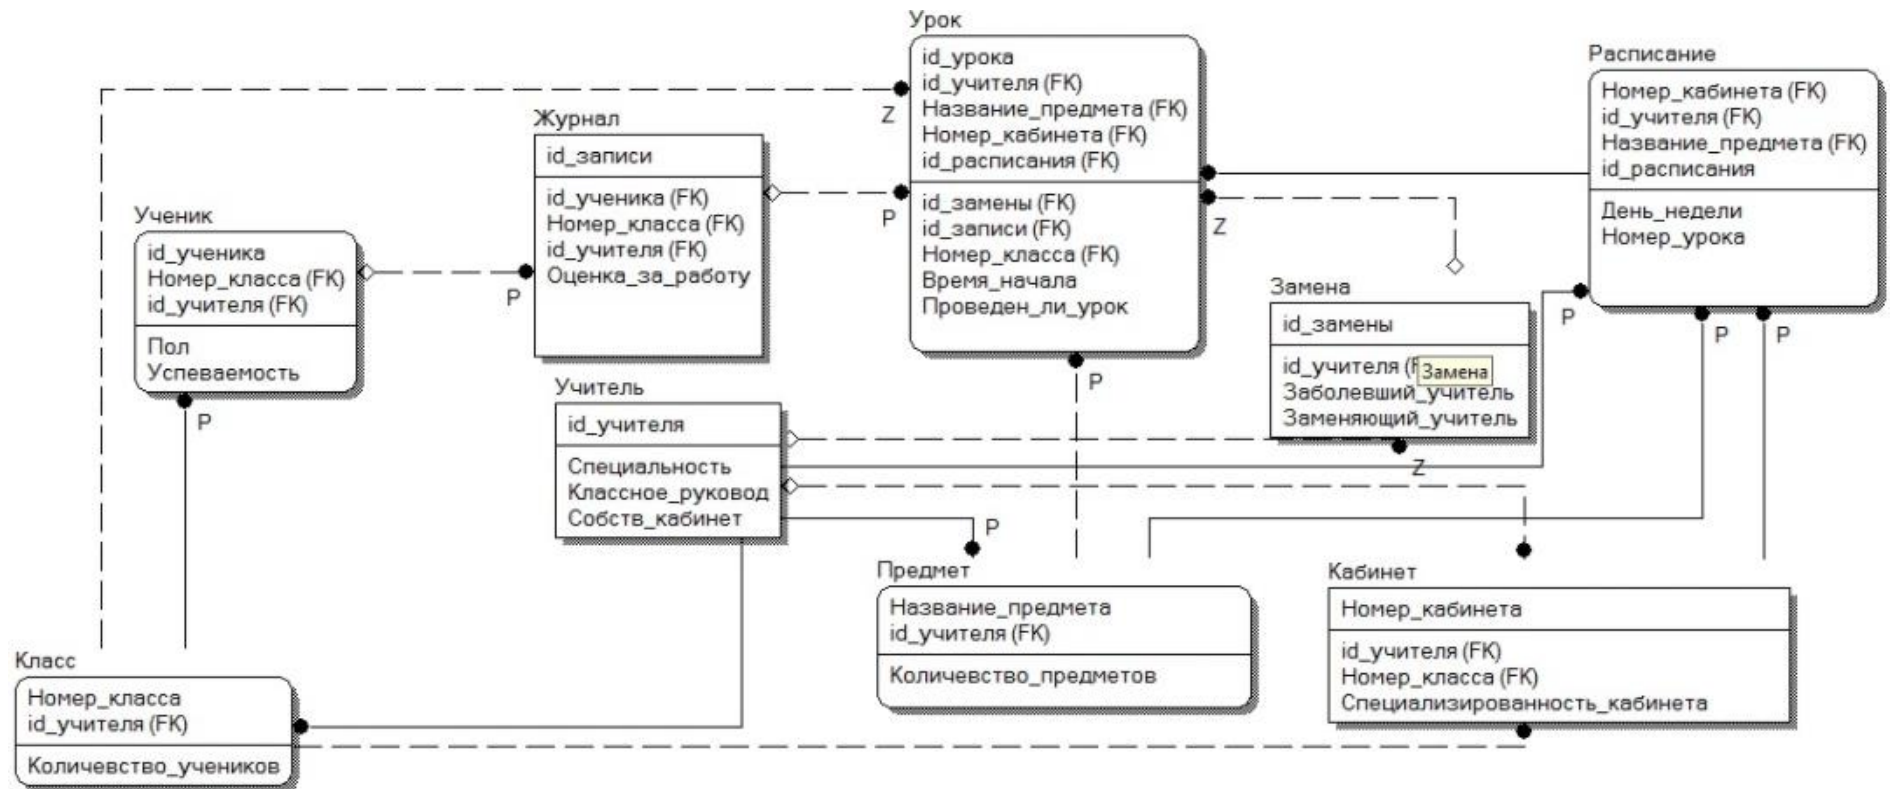 Урок
id_урока
id_учителя (FK)
Название_предмета (FK)
Номер_кабинета (FK)
id_расписания (FK)
id_замены (FK)
id_записи (FK)
Номер_класса (FK)
Время_начала
Проведен_ли_урок
Z
P
Z
P
Расписание
Номер_кабинета (FK)
id_учителя (FK)
Название_предмета (FK)
id_расписания
День_недели
Номер_урока
P
P
P
Журнал
id_записи
id_ученика (FK)
Номер_класса (FK)
id_учителя (FK)
Оценка_за_работу
P
Ученик
id_ученика
Номер_класса (FK)
id_учителя (FK)
Пол
Успеваемость
P
Замена
id_замены
id_учителя (F
Замена
Заболевший_учитель
Заменяющий_учитель
Z
Учитель
id_учителя
Специальность
Классное_руковод
Собств_кабинет
P
Предмет
Название_предмета
id_учителя (FK)
Количевство_предметов
Кабинет
Номер_кабинета
id_учителя (FK)
Номер_класса (FK)
Специализированность_кабинета
Класс
Номер_класса
id_учителя (FK)
Количевство_учеников